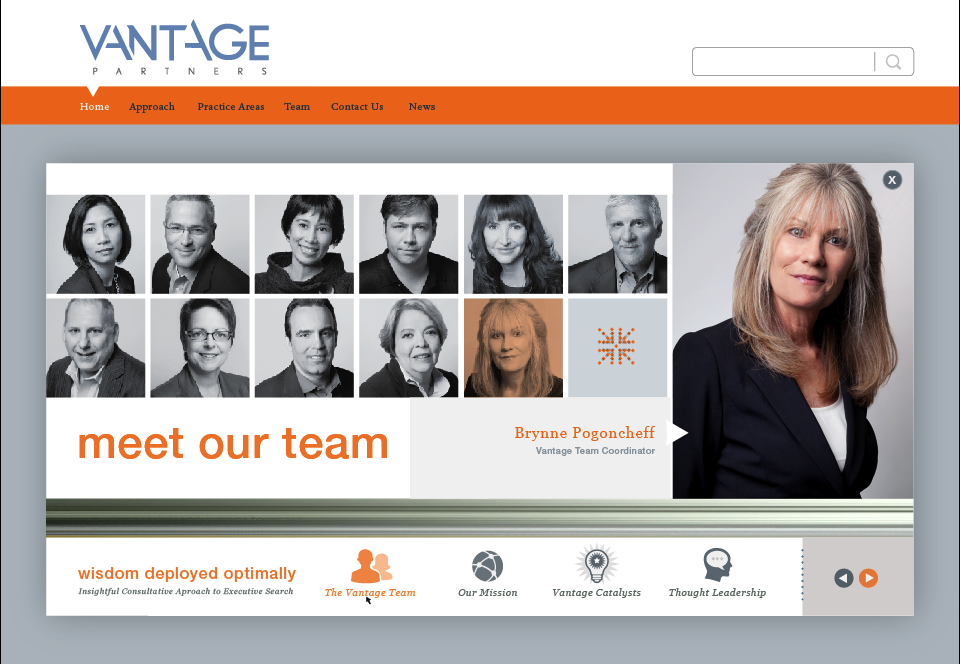 VANTAGE
PARTNERS
Home Approach Practice Areas Team Contact Us News
X
meet our team
Brynne Pogoncheff
Vantage Team Coordinator
wisdom deployed optimally
Insightful Consultative Aproach to Executive Search
The Vantage Team Our Mission Vantage Catalysts Thought Leadership